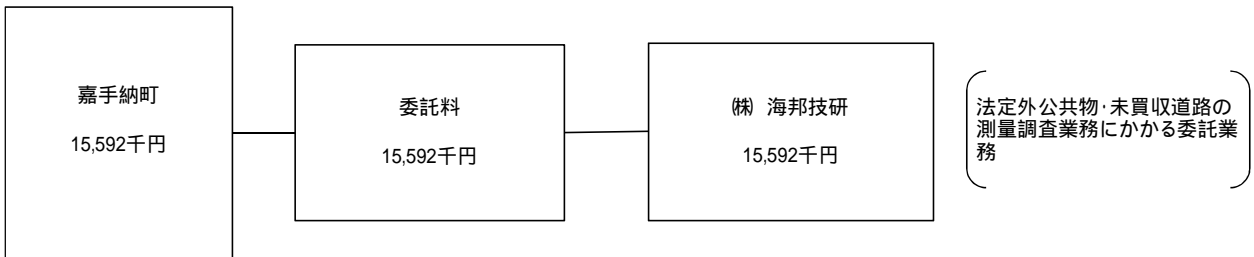 嘉手納町
15,592千円
委託料
15,592千円
㈱ 海邦技研
15,592千円
法定外公共物･未買収道路の
測量調査業務にかかる委託業
務